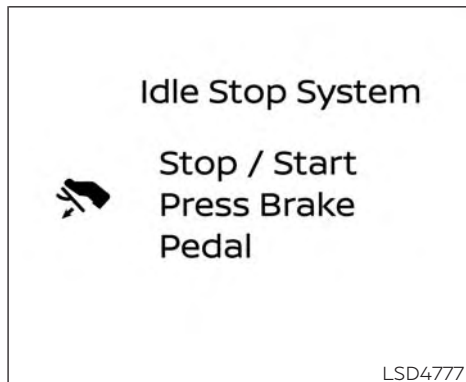 Idle Stop System
Stop / Start
Press Brake
Pedal
LSD4777